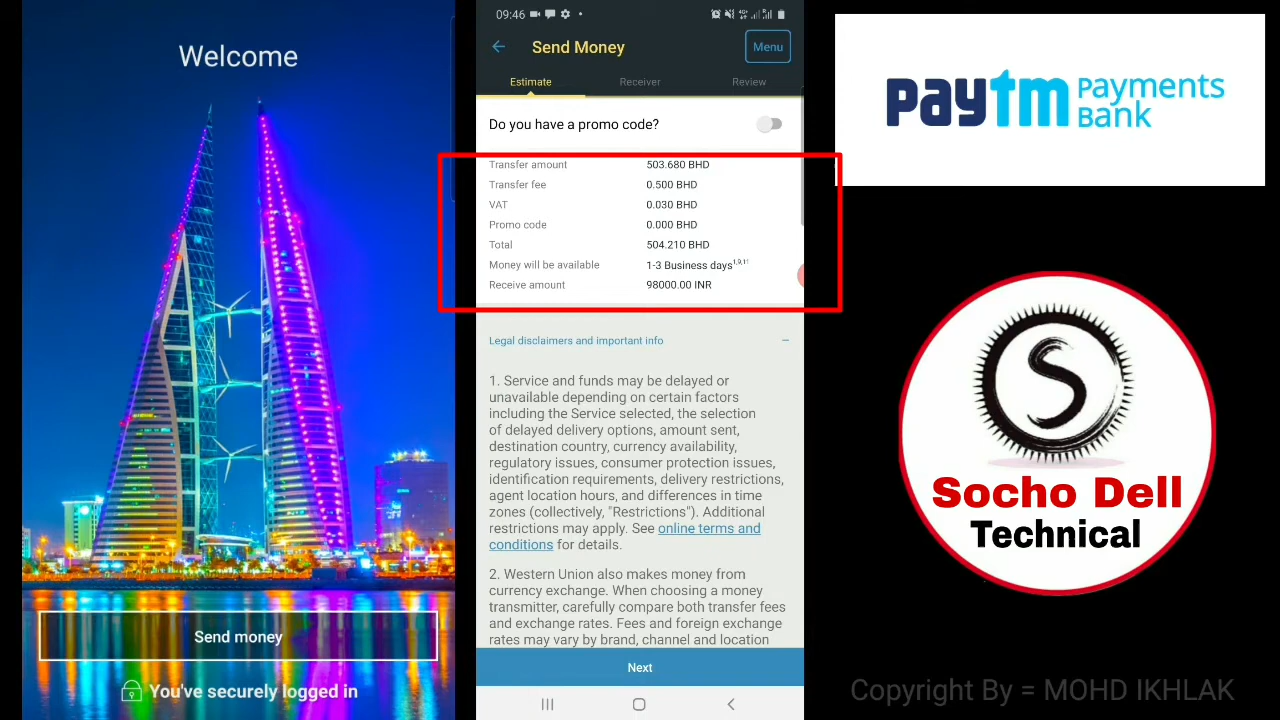 Welcome
Send money
You've securely logged in
09:46
Send Money
Menu
Estimate
Receiver
Review
Do you have a promo code?
Transfer amount 503.680 BHD
Transfer fee 0.500 BHD
VAT 0.030 BHD
Promo code 0.000 BHD
Total 504.210 BHD
Money will be available 1-3 Business days1,9,11
Receive amount 98000.00 INR
Legal disclaimers and important info
1. Service and funds may be delayed or
unavailable depending on certain factors
including the Service selected, the selection
of delayed delivery options, amount sent,
destination country, currency availability,
regulatory issues, consumer protection issues,
identification requirements, delivery restrictions,
agent location hours, and differences in time
zones (collectively, "Restrictions"). Additional
restrictions may apply. See online terms and
conditions for details.
2. Western Union also makes money from
currency exchange. When choosing a money
transmitter, carefully compare both transfer fees
and exchange rates. Fees and foreign exchange
rates may vary by brand, channel and location
Next
paytm Payments
Bank
S
Socho Dell
Technical
Copyright By = MOHD IKHLAK